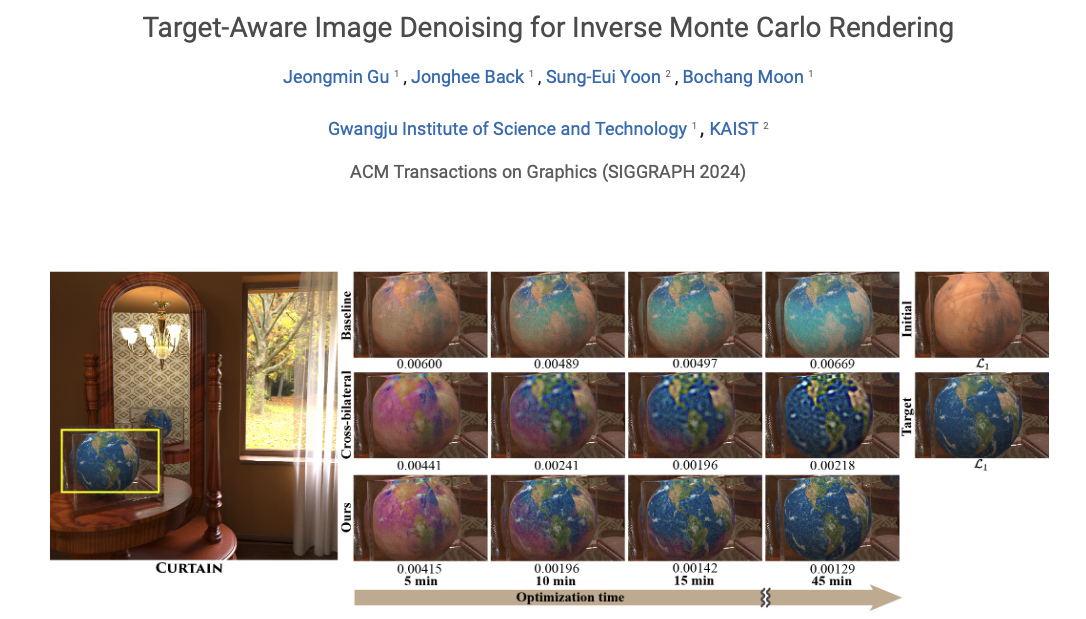 Target-Aware Image Denoising for Inverse Monte Carlo Rendering
Jeongmin Gu 1 , Jonghee Back 1 , Sung-Eui Yoon 2 , Bochang Moon 1
Gwangju Institute of Science and Technology 1 , KAIST 2
ACM Transactions on Graphics (SIGGRAPH 2024)
Baseline
0.00600 0.00489 0.00497 0.00669
Initial
ℒ1
Cross-bilateral
0.00441 0.00241 0.00196 0.00218
Target
ℒ1
Ours
0.00415 0.00196 0.00142 0.00129
5 min 10 min 15 min 45 min
CURTAIN
Optimization time